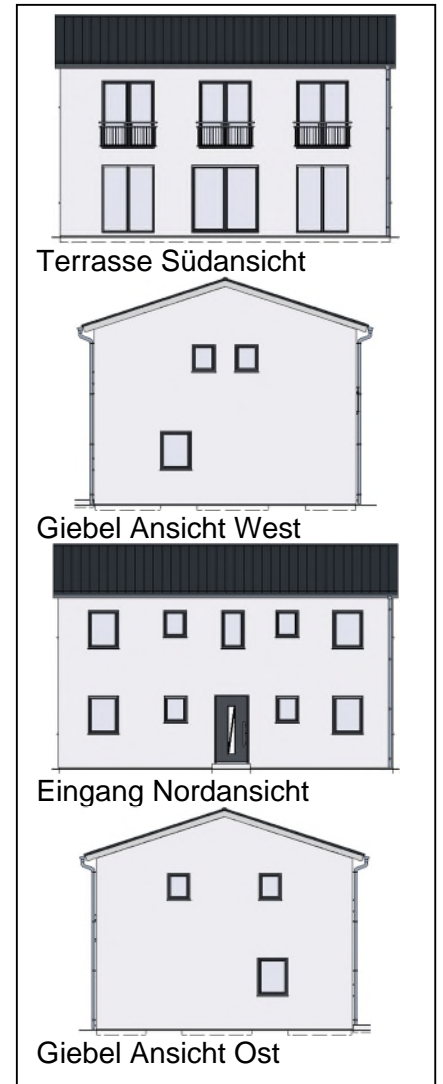 Terrasse Südansicht
Giebel Ansicht West
Eingang Nordansicht
Giebel Ansicht Ost